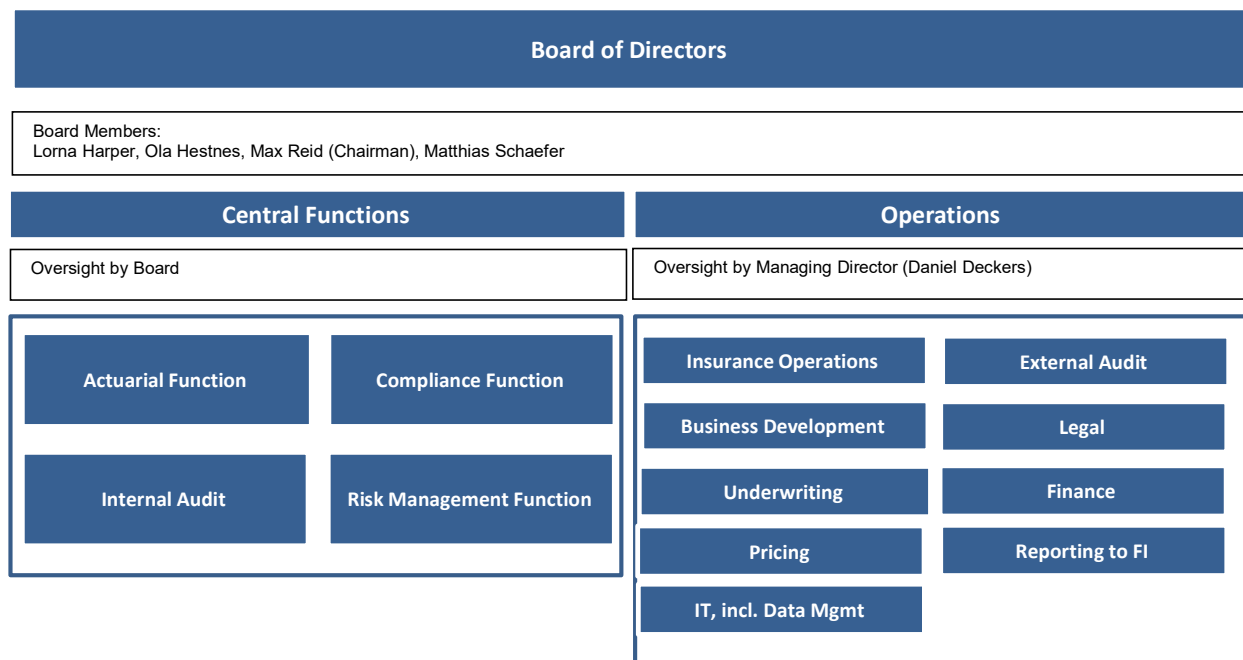 Board of Directors
Board Members:
Lorna Harper, Ola Hestnes, Max Reid (Chairman), Matthias Schaefer
Central Functions
Oversight by Board
Actuarial Function
Compliance Function
Internal Audit
Risk Management Function
Operations
Oversight by Managing Director (Daniel Deckers)
Insurance Operations
External Audit
Business Development
Legal
Underwriting
Finance
Pricing
Reporting to FI
IT, incl. Data Mgmt